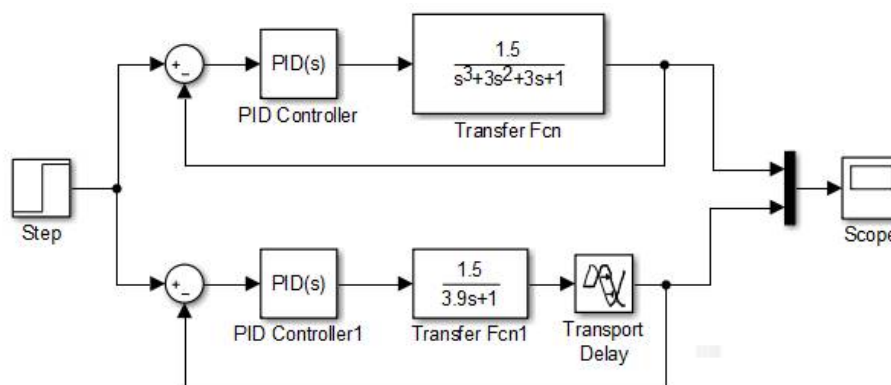 +
-
PID(s)
PID Controller
1.5
s³+3s²+3s+1
Transfer Fcn
Step
Scope
+
-
PID(s)
PID Controller1
1.5
3.9s+1
Transfer Fcn1
Transport
Delay